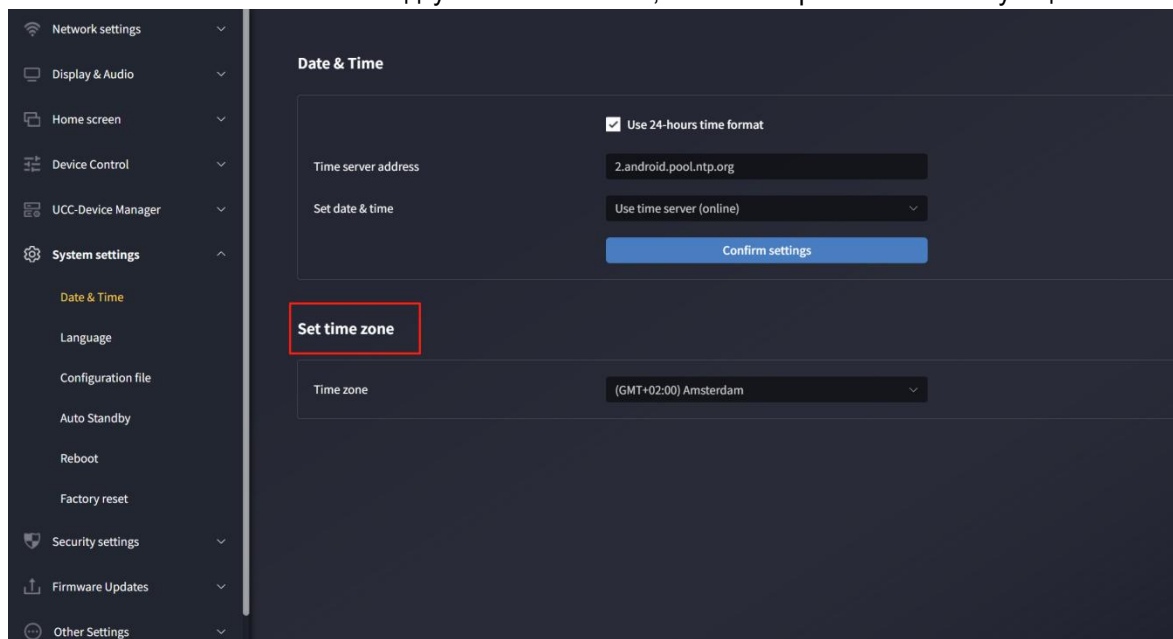 Network settings
Display & Audio
Home screen
Device Control
UCC-Device Manager
System settings
Date & Time
Language
Configuration file
Auto Standby
Reboot
Factory reset
Security settings
Firmware Updates
Other Settings
Date & Time
Use 24-hours time format
Time server address
2.android.pool.ntp.org
Set date & time
Use time server (online)
Confirm settings
Set time zone
Time zone
(GMT+02:00) Amsterdam